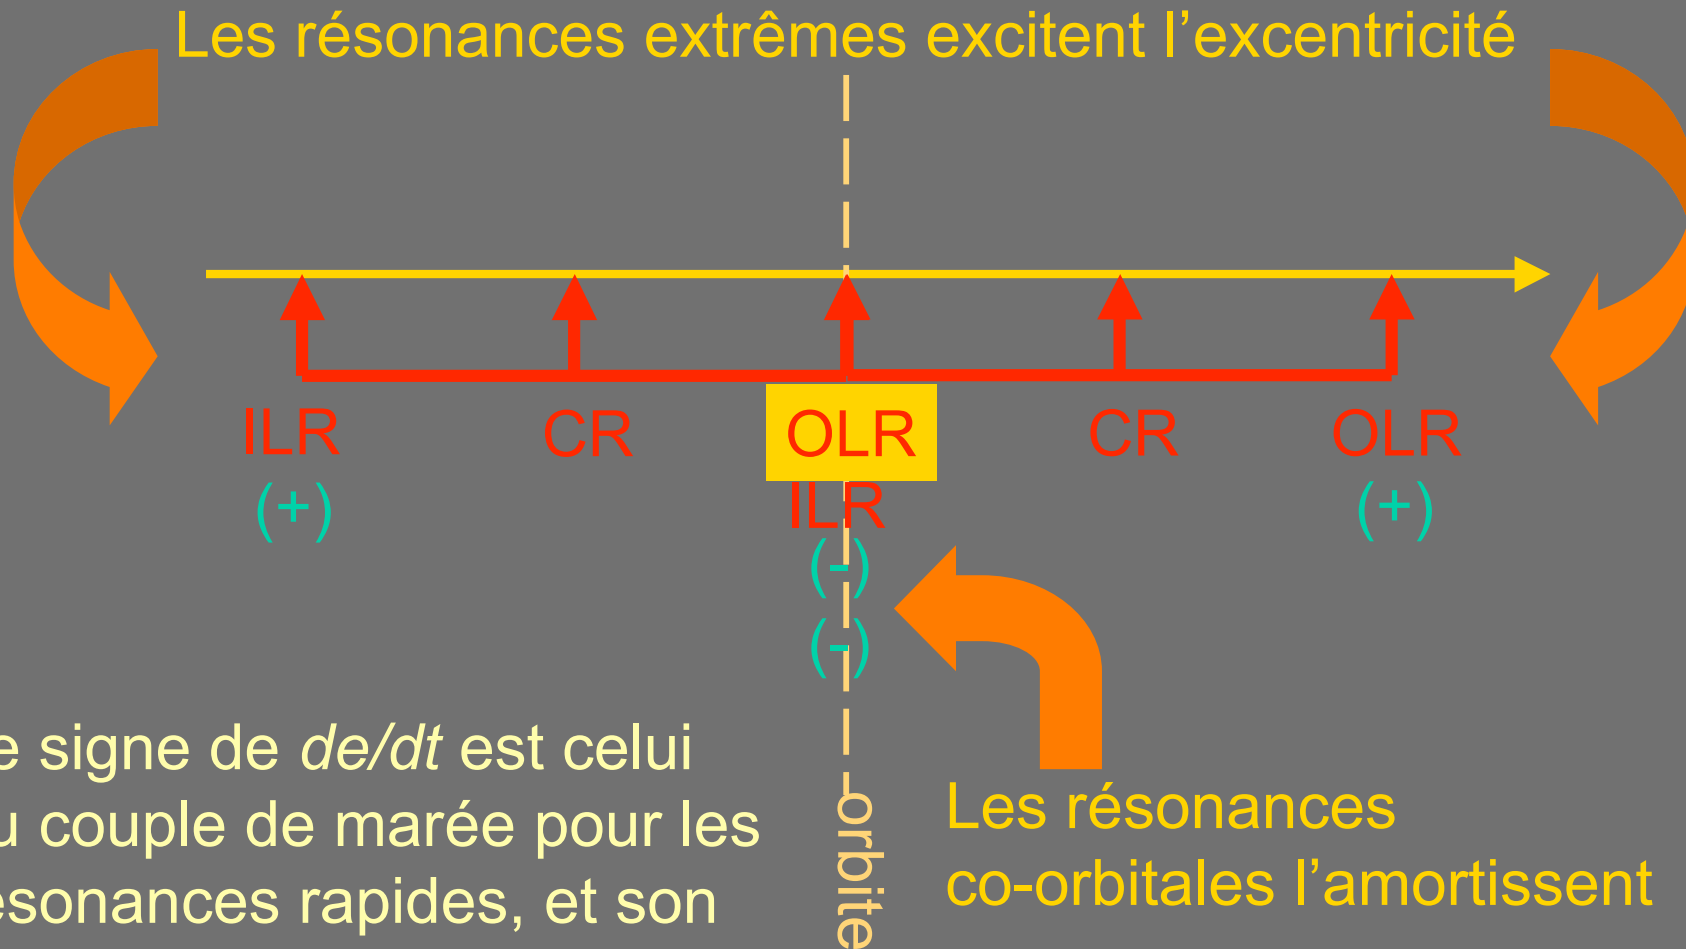 Les résonances extrêmes excitent l’excentricité
ILR
CR
OLR
CR
OLR
(+)
ILR
(+)
(-)
(-)
e signe de de/dt est celui
u couple de marée pour les
esonances rapides, et son
orbite
Les résonances
co-orbitales l’amortissent